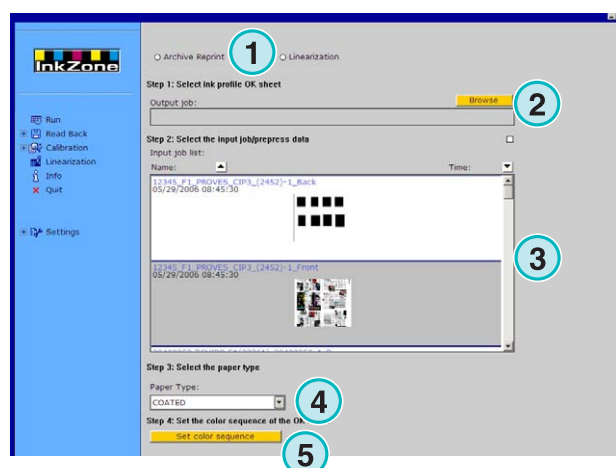 InkZone
Archive Reprint
1
Linearization
Step 1: Select ink profile OK sheet
Output job:
Browse
2
Run
Read Back
Calibration
Linearization
Info
Quit
Settings
Step 2: Select the input job/prepress data
Input job list:
Name:
Time:
12345_F1_PROVES_CIP3_(2452)-1_Back
05/29/2006 08:45:30
3
12345_F1_PROVES_CIP3_(2452)-1_Front
05/29/2006 08:45:30
Step 3: Select the paper type
Paper Type:
COATED
4
Step 4: Set the color sequence of the OK
Set color sequence
5